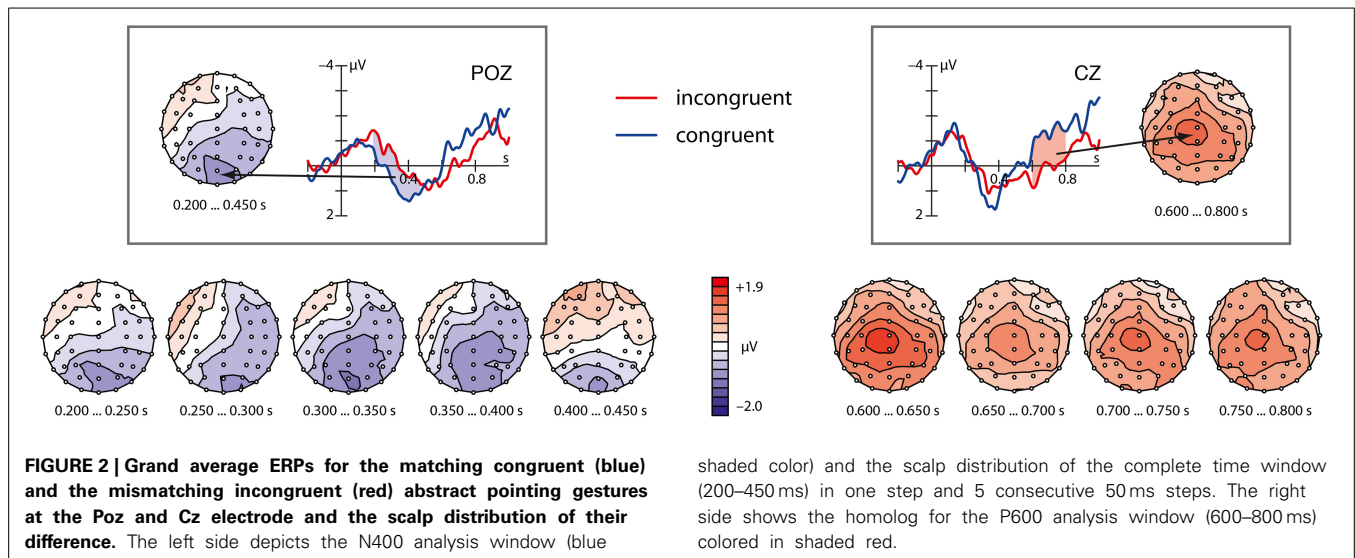 −4
μV
POZ
s
0.4
0.8
2
0.200 ... 0.450 s
incongruent
congruent
−4
μV
CZ
s
0.4
0.8
2
0.600 ... 0.800 s
0.200 ... 0.250 s
0.250 ... 0.300 s
0.300 ... 0.350 s
0.350 ... 0.400 s
0.400 ... 0.450 s
+1.9
μV
−2.0
0.600 ... 0.650 s
0.650 ... 0.700 s
0.700 ... 0.750 s
0.750 ... 0.800 s
FIGURE 2 | Grand average ERPs for the matching congruent (blue)
and the mismatching incongruent (red) abstract pointing gestures
at the Poz and Cz electrode and the scalp distribution of their
difference. The left side depicts the N400 analysis window (blue
shaded color) and the scalp distribution of the complete time window
(200–450 ms) in one step and 5 consecutive 50 ms steps. The right
side shows the homolog for the P600 analysis window (600–800 ms)
colored in shaded red.